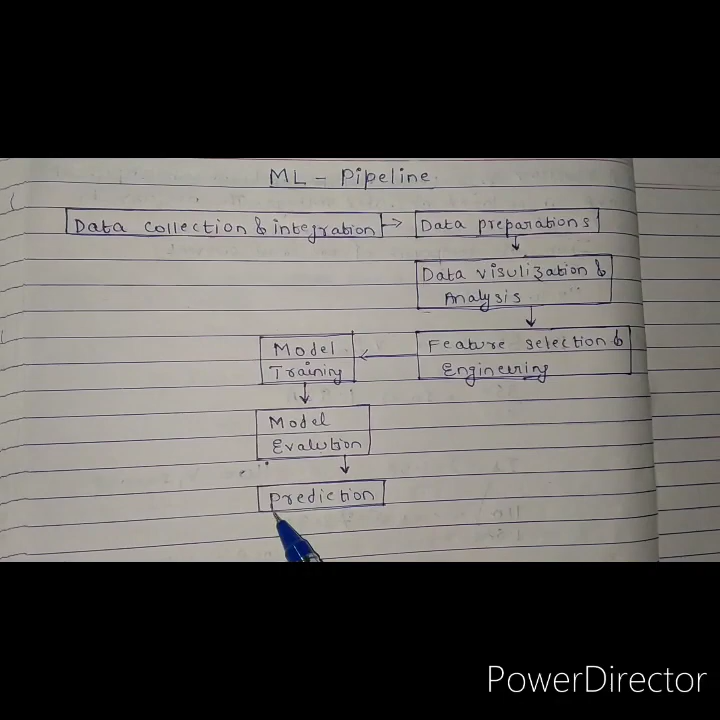 ML - Pipeline.
Data collection & integration
Data preparations
Data visulization &
Analysis
Feature selection &
Engineering
Model
Training
Model
Evalution
prediction
PowerDirector